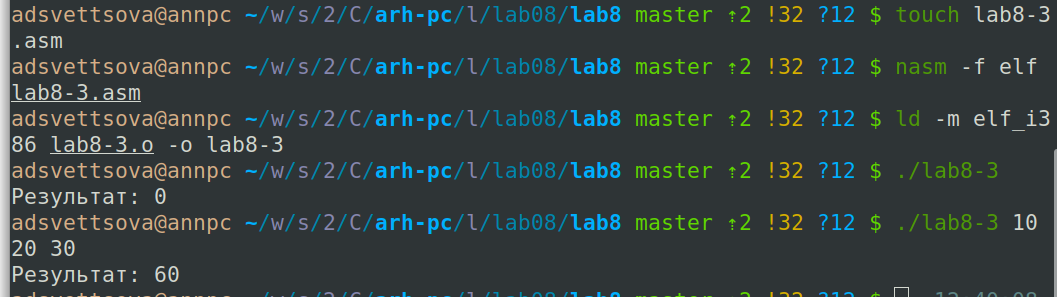 adsvettsova@annpc ~/w/s/2/C/arh-pc/l/lab08/lab8 master ⇡2 !32 ?12 $ touch lab8-3
.asm
adsvettsova@annpc ~/w/s/2/C/arh-pc/l/lab08/lab8 master ⇡2 !32 ?12 $ nasm -f elf
lab8-3.asm
adsvettsova@annpc ~/w/s/2/C/arh-pc/l/lab08/lab8 master ⇡2 !32 ?12 $ ld -m elf_i3
86 lab8-3.o -o lab8-3
adsvettsova@annpc ~/w/s/2/C/arh-pc/l/lab08/lab8 master ⇡2 !32 ?12 $ ./lab8-3
Результат: 0
adsvettsova@annpc ~/w/s/2/C/arh-pc/l/lab08/lab8 master ⇡2 !32 ?12 $ ./lab8-3 10
20 30
Результат: 60